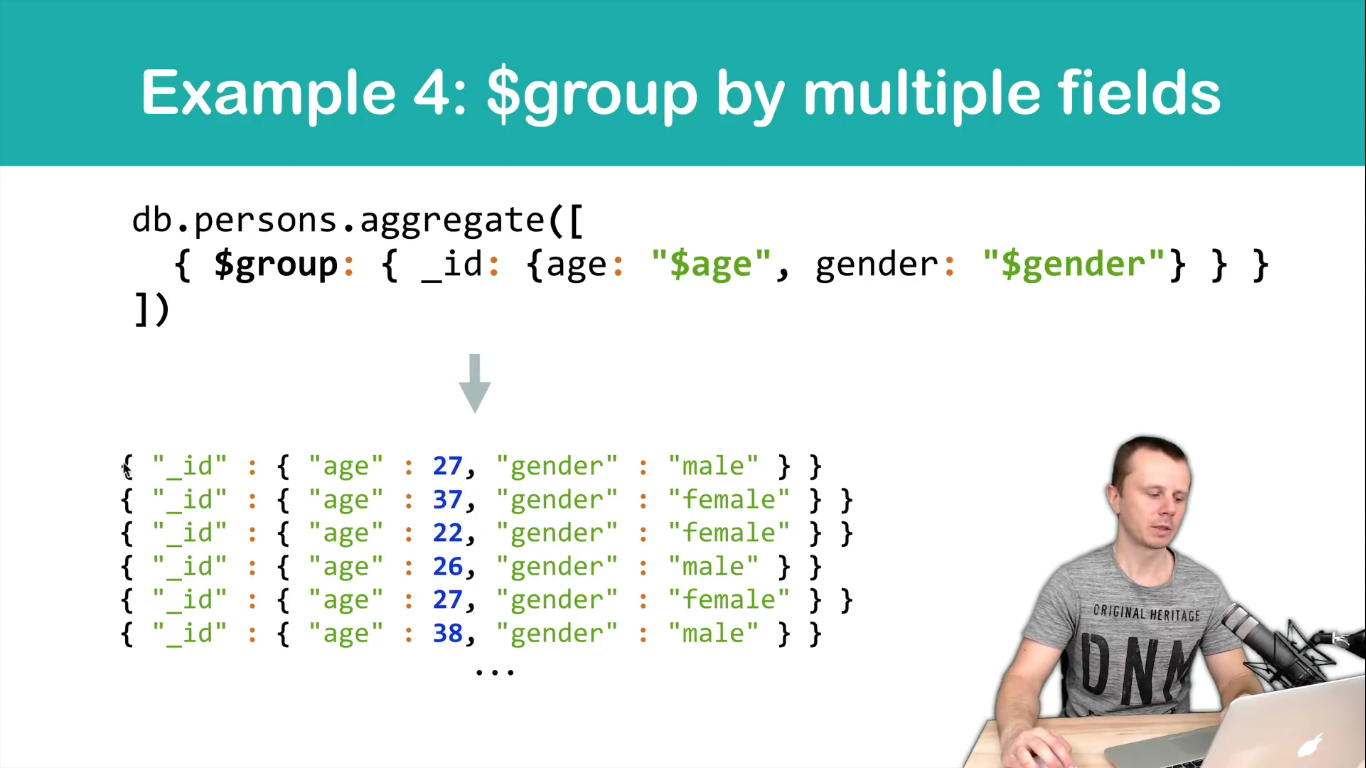 Example 4: $group by multiple fields
db.persons.aggregate([
{ $group: { _id: {age: "$age", gender: "$gender"} } }
])
{ "_id" : { "age" : 27, "gender" : "male" } }
{ "_id" : { "age" : 37, "gender" : "female" } }
{ "_id" : { "age" : 22, "gender" : "female" } }
{ "_id" : { "age" : 26, "gender" : "male" } }
{ "_id" : { "age" : 27, "gender" : "female" } }
{ "_id" : { "age" : 38, "gender" : "male" } }
...
ORIGINAL HERITAGE
DNM